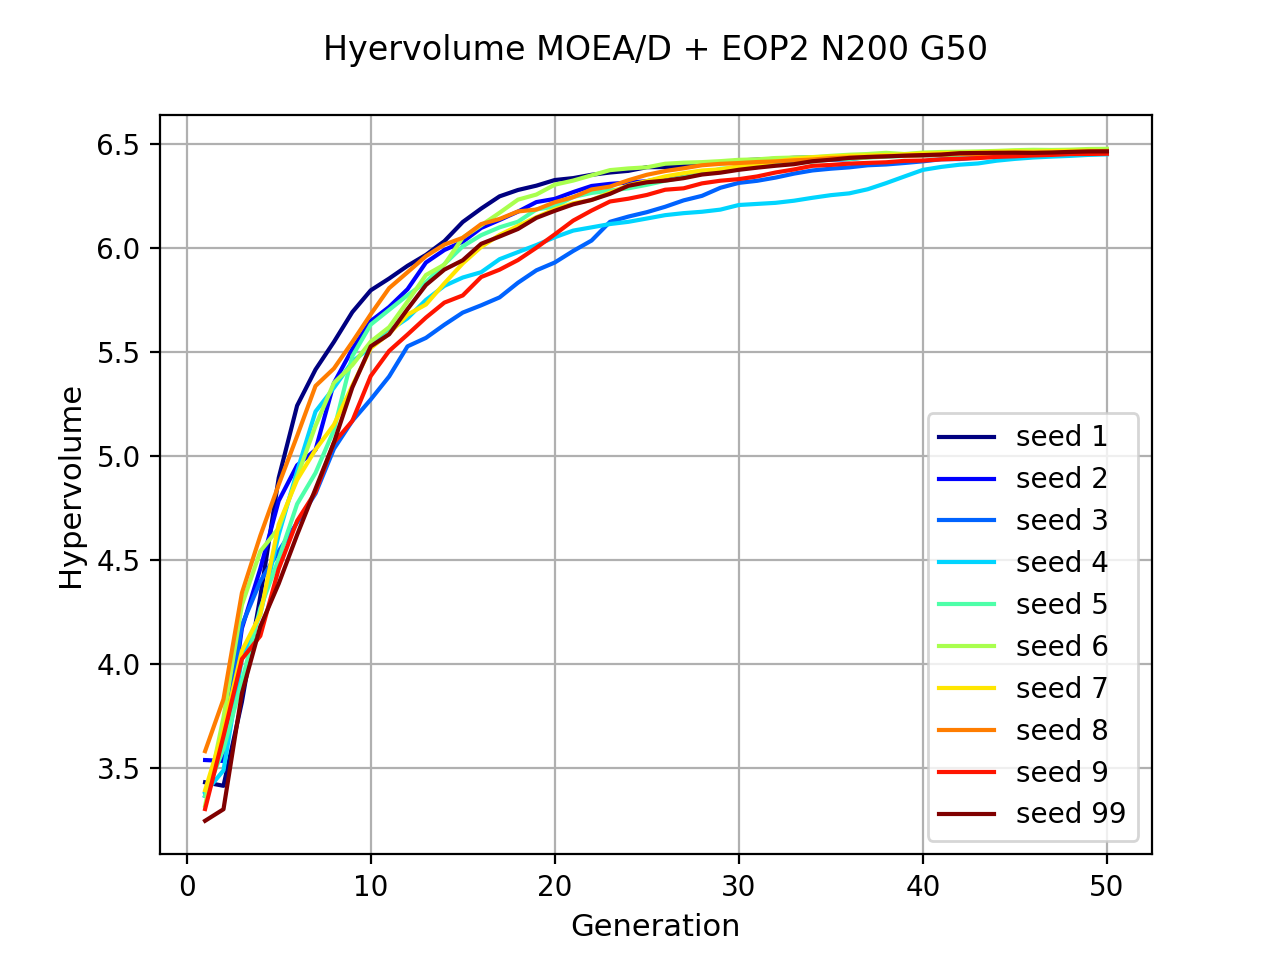 Hyervolume MOEA/D + EOP2 N200 G50
6.5
6.0
5.5
5.0
4.5
4.0
3.5
Hypervolume
seed 1
seed 2
seed 3
seed 4
seed 5
seed 6
seed 7
seed 8
seed 9
seed 99
0 10 20 30 40 50
Generation